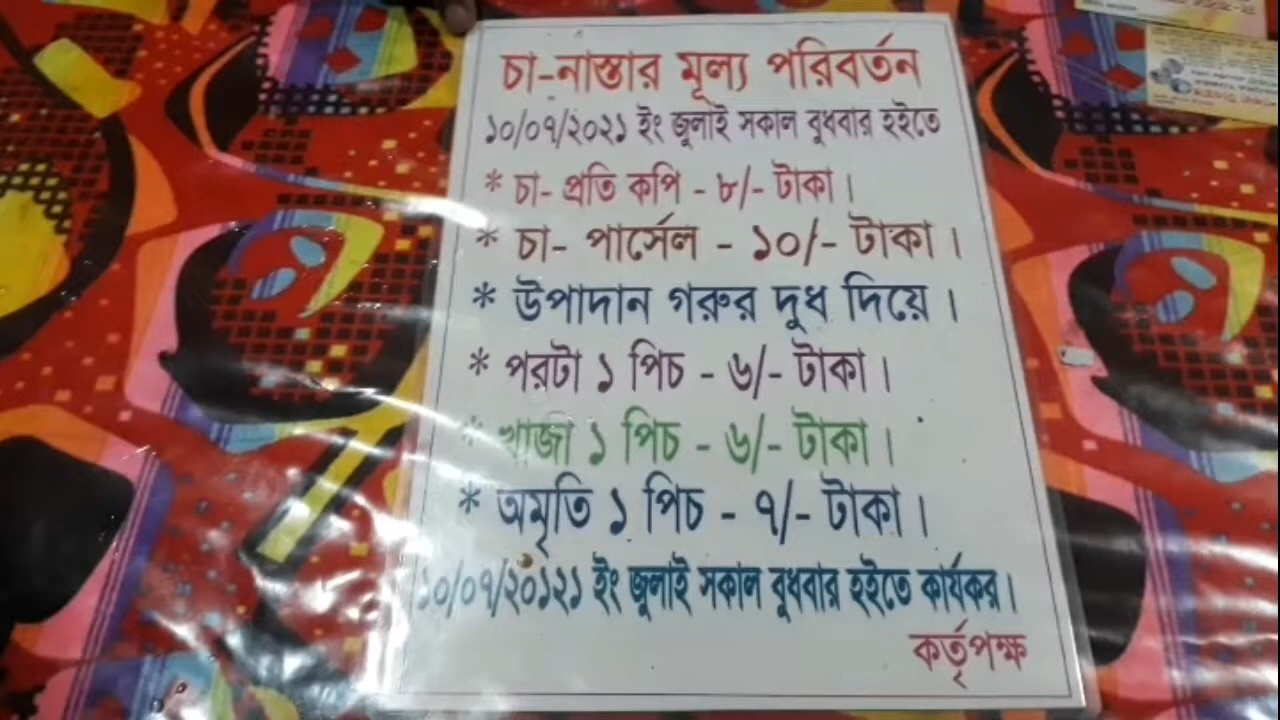 চা-নাস্তার মূল্য পরিবর্তন
১০/০৭/২০২১ ইং জুলাই সকাল বুধবার হইতে
* চা- প্রতি কপি - ৮/- টাকা।
* চা- পার্সেল - ১০/- টাকা।
* উপাদান গরুর দুধ দিয়ে।
* পরটা ১ পিচ - ৬/- টাকা।
* খাজা ১ পিচ - ৬/- টাকা।
* অমৃতি ১ পিচ - ৭/- টাকা।
১০/০৭/২০১২১ ইং জুলাই সকাল বুধবার হইতে কার্যকর।
কর্তৃপক্ষ